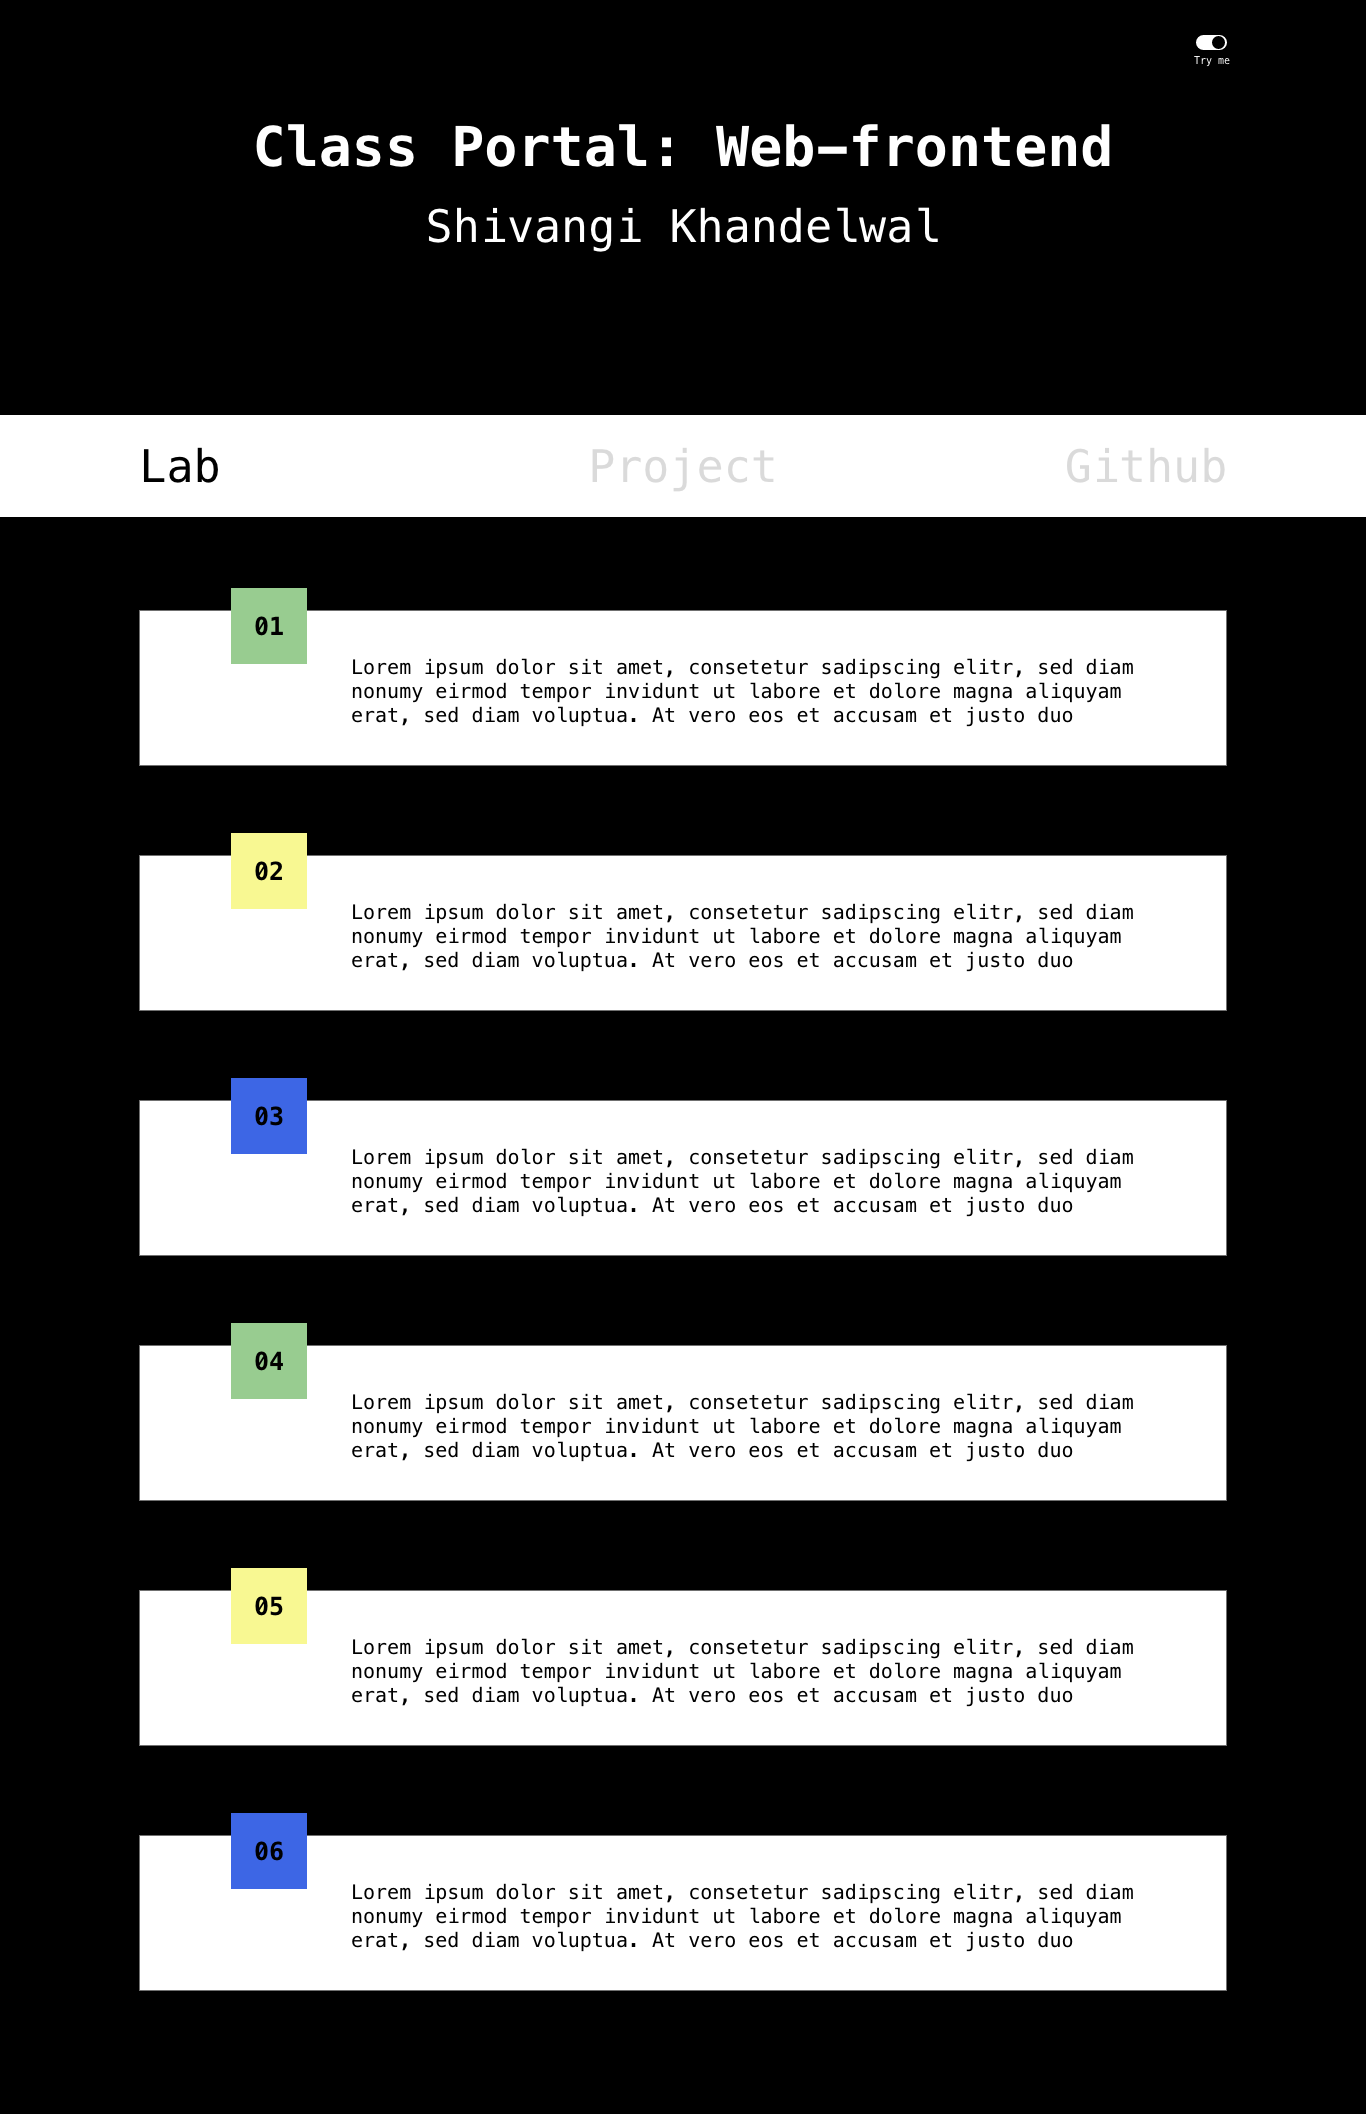 Try me
Class Portal: Web-frontend
Shivangi Khandelwal
Lab Project Github
01
Lorem ipsum dolor sit amet, consetetur sadipscing elitr, sed diam
nonumy eirmod tempor invidunt ut labore et dolore magna aliquyam
erat, sed diam voluptua. At vero eos et accusam et justo duo
02
Lorem ipsum dolor sit amet, consetetur sadipscing elitr, sed diam
nonumy eirmod tempor invidunt ut labore et dolore magna aliquyam
erat, sed diam voluptua. At vero eos et accusam et justo duo
03
Lorem ipsum dolor sit amet, consetetur sadipscing elitr, sed diam
nonumy eirmod tempor invidunt ut labore et dolore magna aliquyam
erat, sed diam voluptua. At vero eos et accusam et justo duo
04
Lorem ipsum dolor sit amet, consetetur sadipscing elitr, sed diam
nonumy eirmod tempor invidunt ut labore et dolore magna aliquyam
erat, sed diam voluptua. At vero eos et accusam et justo duo
05
Lorem ipsum dolor sit amet, consetetur sadipscing elitr, sed diam
nonumy eirmod tempor invidunt ut labore et dolore magna aliquyam
erat, sed diam voluptua. At vero eos et accusam et justo duo
06
Lorem ipsum dolor sit amet, consetetur sadipscing elitr, sed diam
nonumy eirmod tempor invidunt ut labore et dolore magna aliquyam
erat, sed diam voluptua. At vero eos et accusam et justo duo